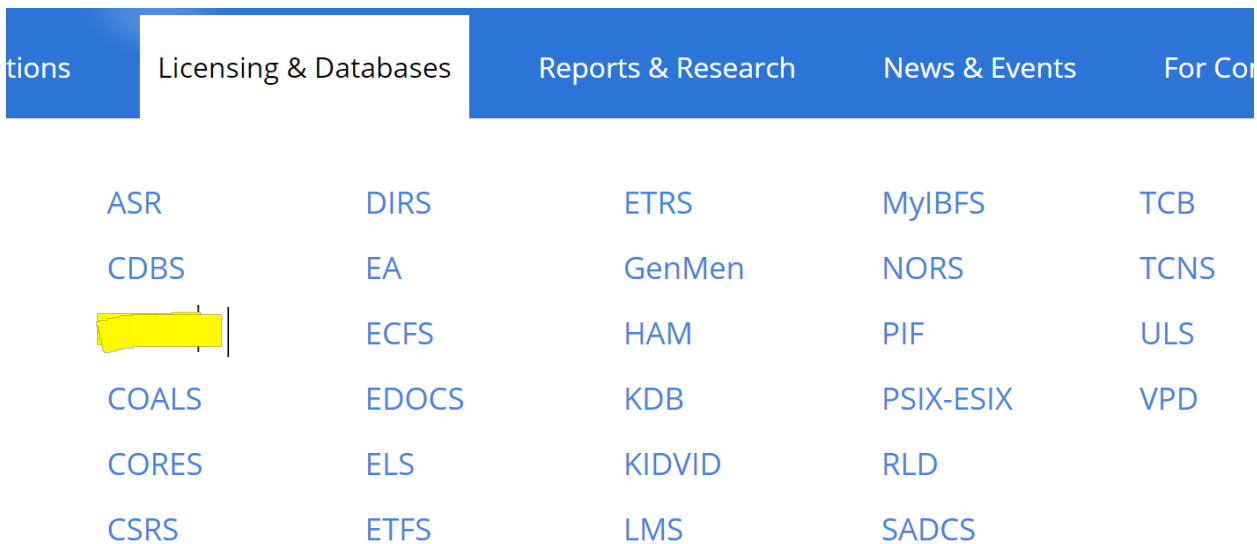 tions Licensing & Databases Reports & Research News & Events For Cor
ASR DIRS ETRS MyIBFS TCB
CDBS EA GenMen NORS TCNS
ECFS HAM PIF ULS
COALS EDOCS KDB PSIX-ESIX VPD
CORES ELS KIDVID RLD
CSRS ETFS LMS SADCS